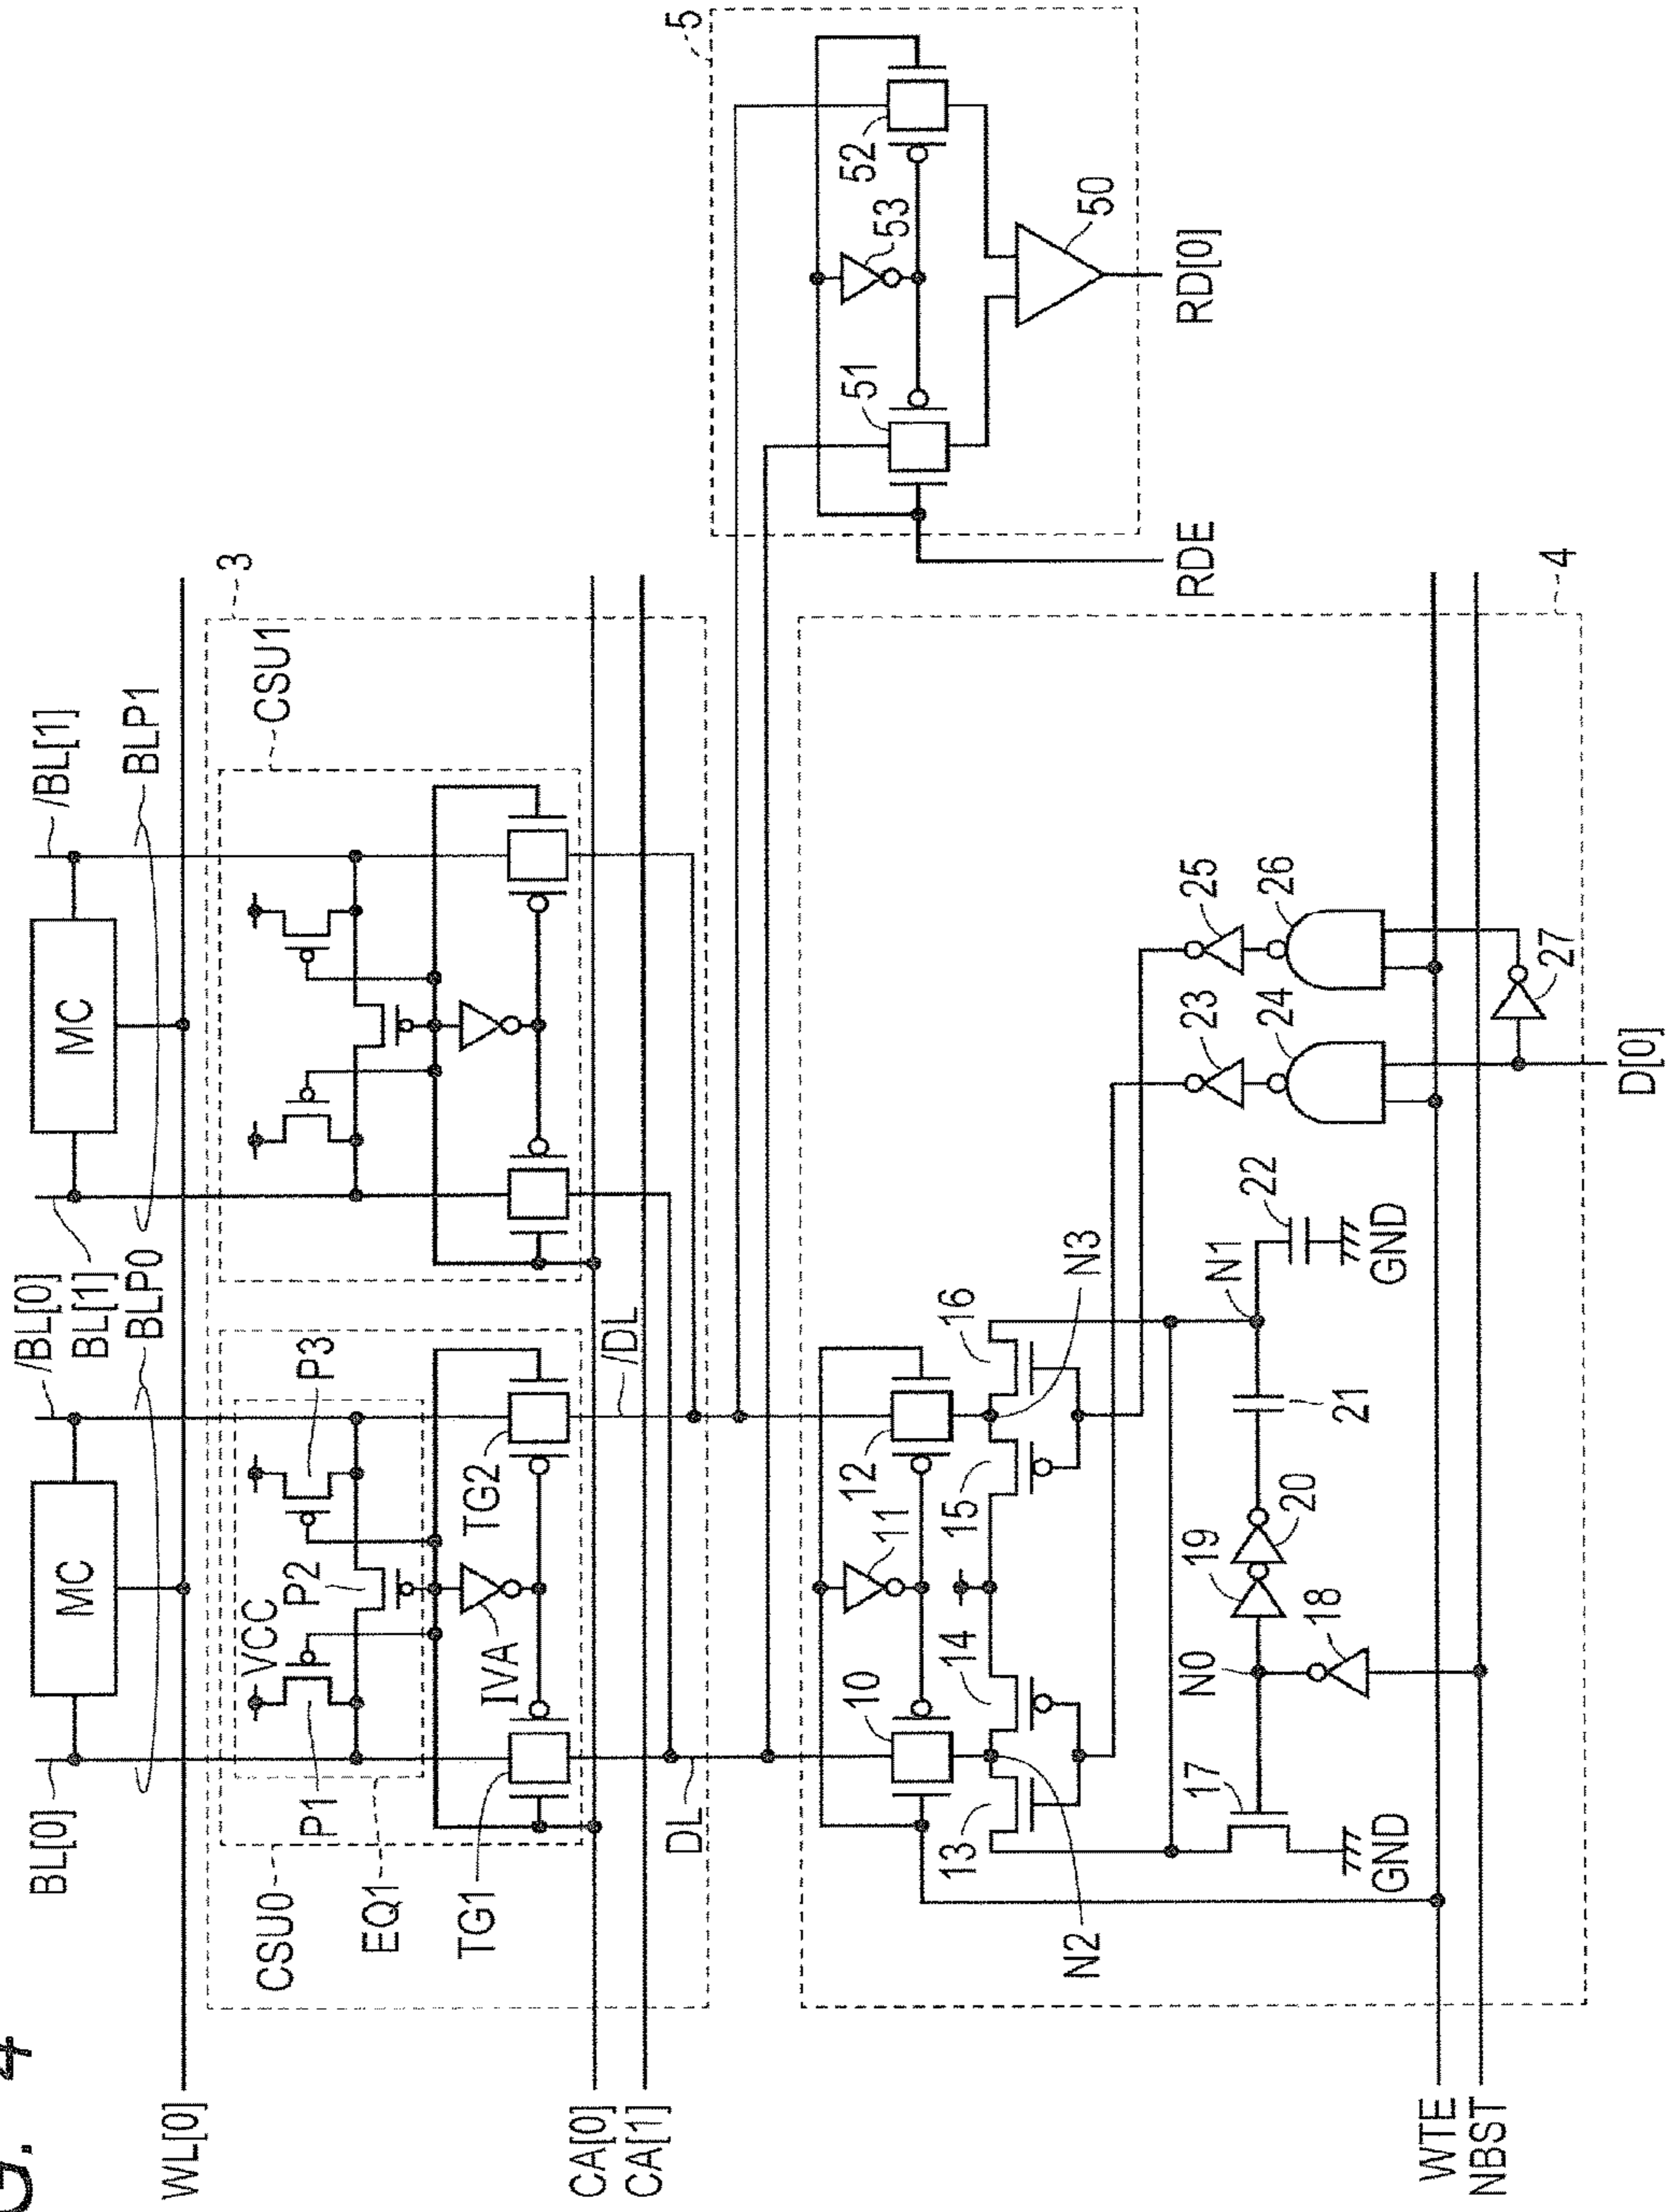 G. 4
BL[0]
/BL[0]
BL[1]
BLP0
/BL[1]
BLP1
MC
MC
WL[0]
3
CSU0
EQ1
TG1
P1
VCC
P2
P3
IVA
TG2
CSU1
CA[0]
CA[1]
DL
/DL
5
51
53
52
50
RDE
RD[0]
4
10
11
12
13
14
15
16
N2
N3
17
GND
N0
18
19
20
21
N1
22
GND
23
24
25
26
27
WTE
NBST
D[0]